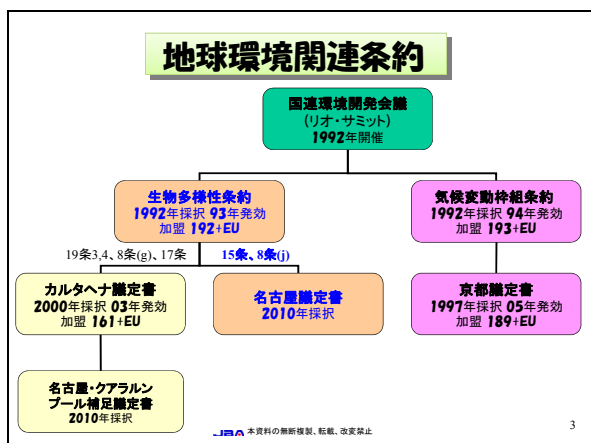 地球環境関連条約
国連環境開発会議
(リオ・サミット)
1992年開催
生物多様性条約
1992年採択 93年発効
加盟 192+EU
気候変動枠組条約
1992年採択 94年発効
加盟 193+EU
19条3,4、8条(g)、17条
15条、8条(j)
カルタヘナ議定書
2000年採択 03年発効
加盟 161+EU
名古屋議定書
2010年採択
京都議定書
1997年採択 05年発効
加盟 189+EU
名古屋・クアラルン
プール補足議定書
2010年採択
本資料の無断複製、転載、改変禁止
3